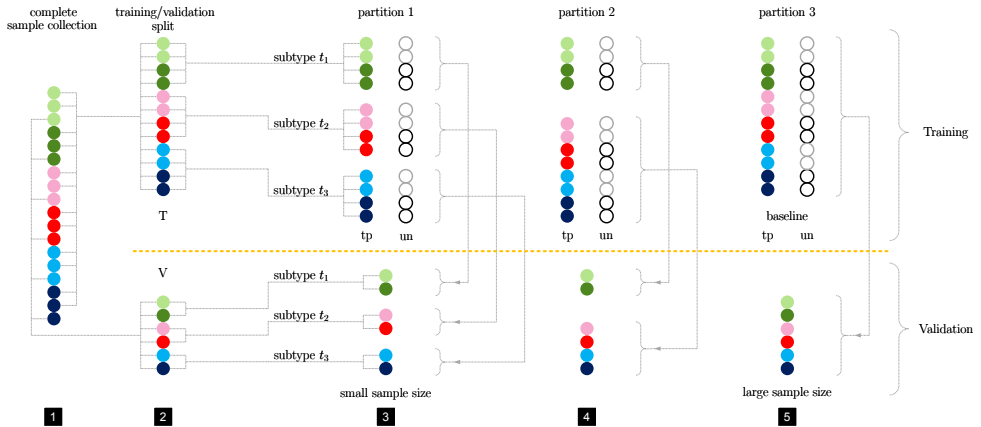 complete
sample collection
training/validation
split
partition 1
partition 2
partition 3
subtype t1
subtype t2
subtype t3
T
tp
un
tp
un
baseline
tp
un
Training
V
subtype t1
subtype t2
subtype t3
Validation
small sample size
large sample size
1
2
3
4
5